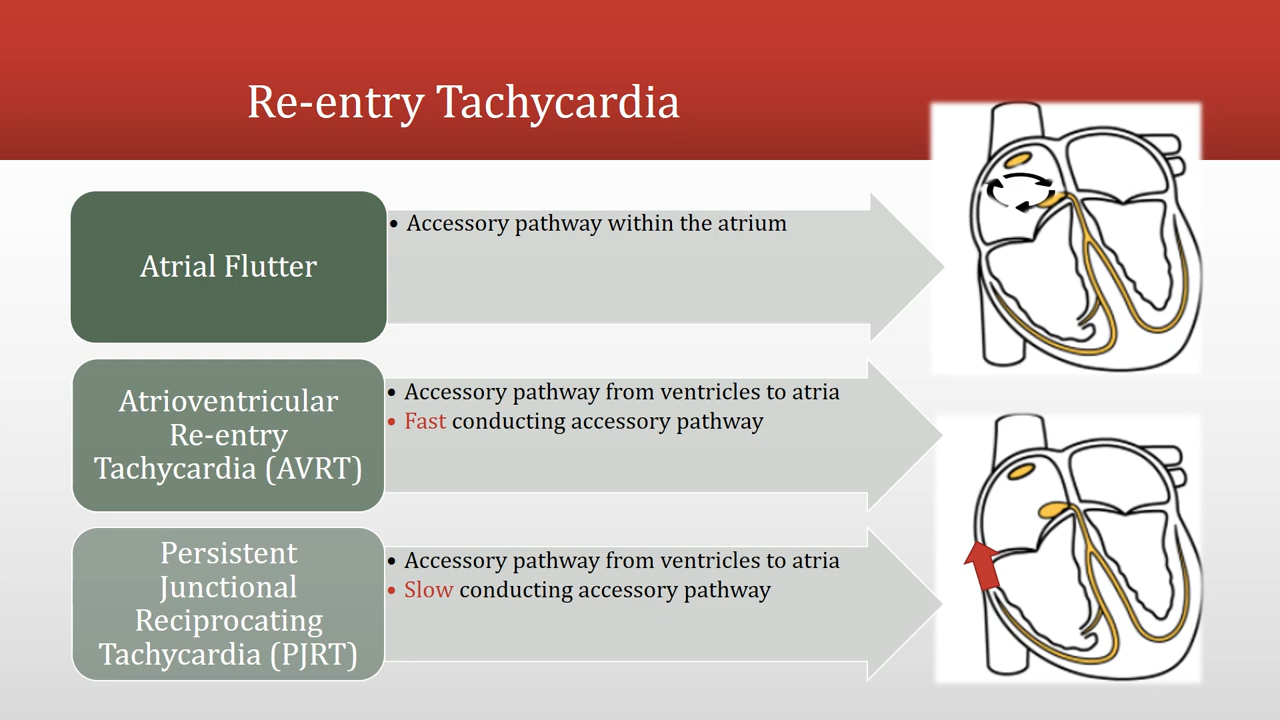 Re-entry Tachycardia
Atrial Flutter
• Accessory pathway within the atrium
Atrioventricular
Re-entry
Tachycardia (AVRT)
• Accessory pathway from ventricles to atria
• Fast conducting accessory pathway
Persistent
Junctional
Reciprocating
Tachycardia (PJRT)
• Accessory pathway from ventricles to atria
• Slow conducting accessory pathway